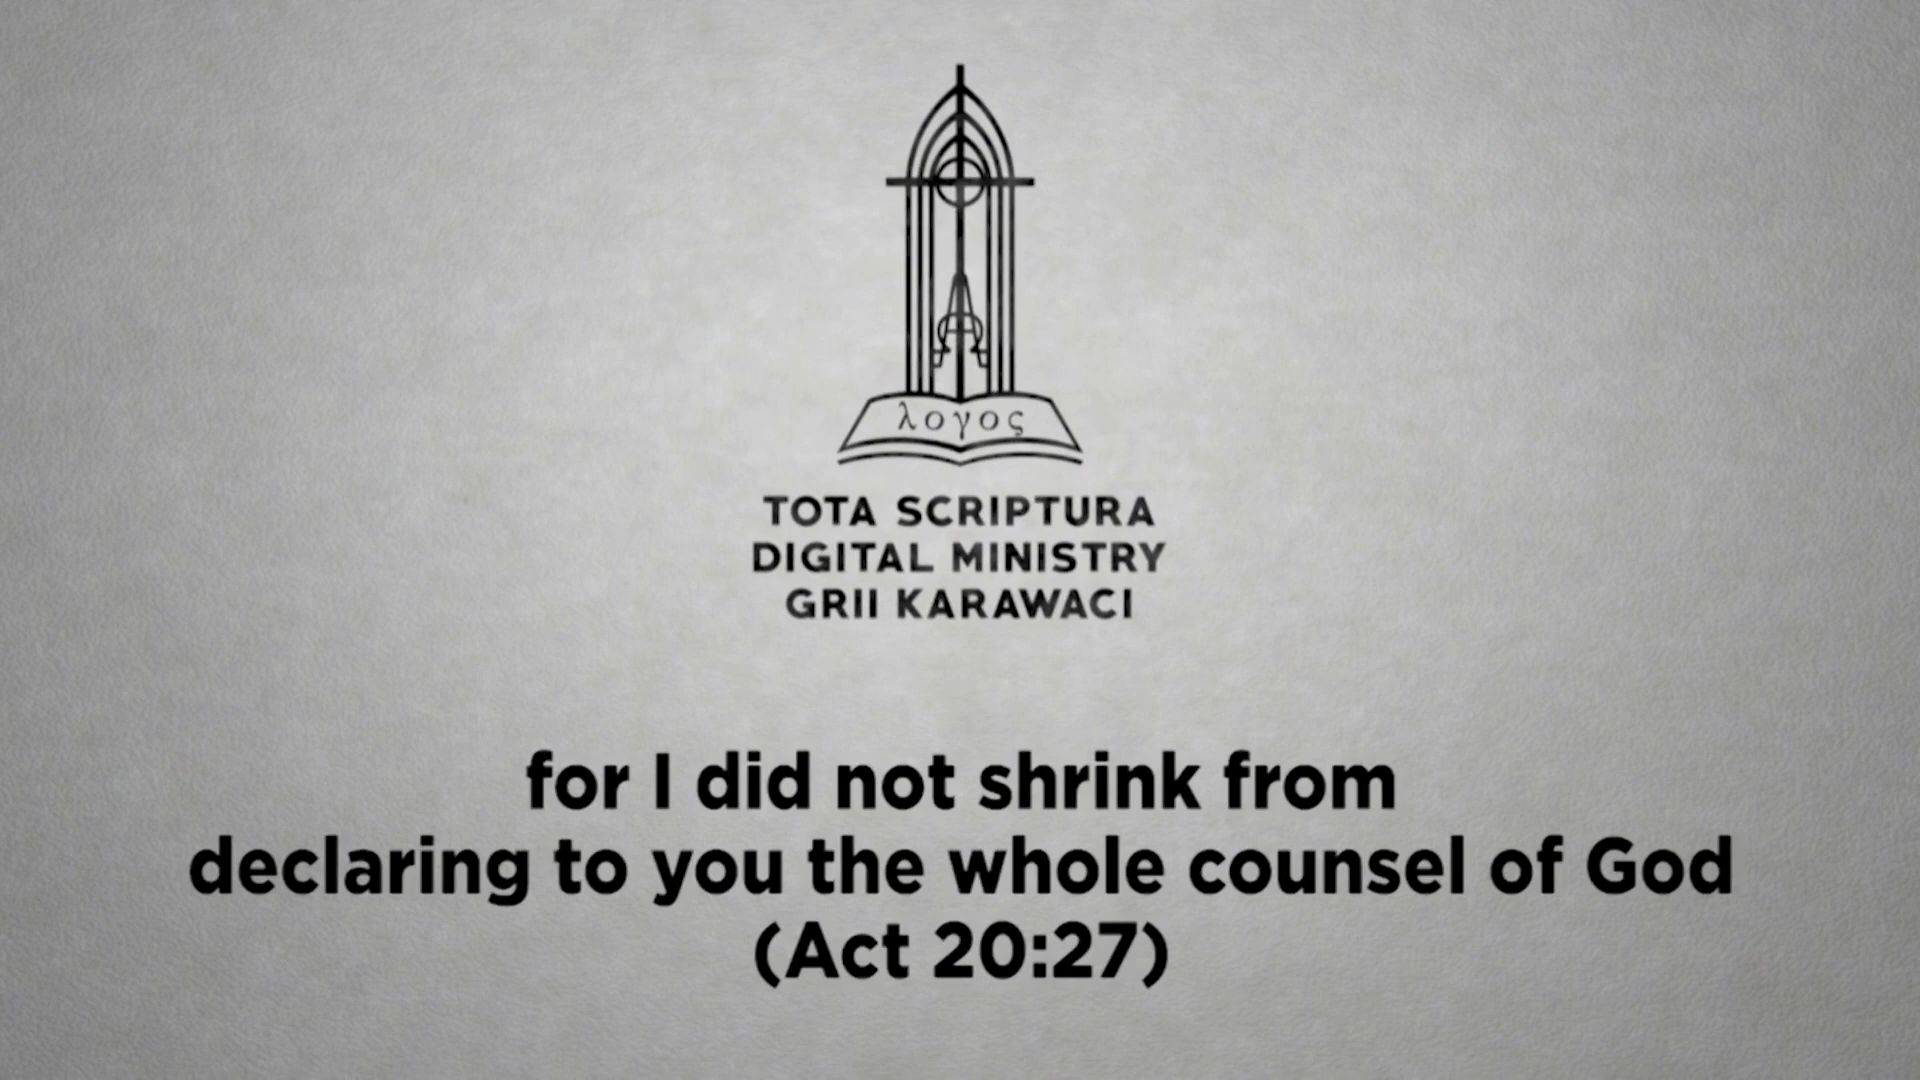 λογος
TOTA SCRIPTURA
DIGITAL MINISTRY
GRII KARAWACI
for I did not shrink from
declaring to you the whole counsel of God
(Act 20:27)